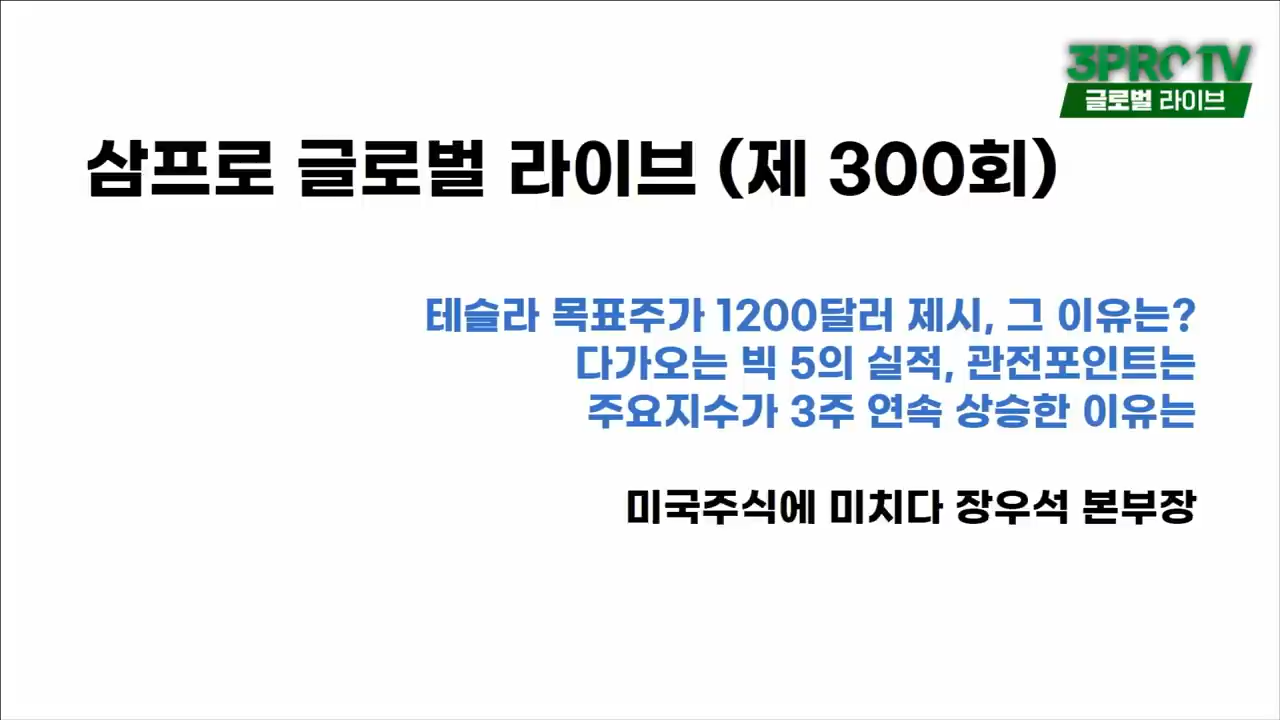 3PRO TV
글로벌 라이브
삼프로 글로벌 라이브 (제 300회)
테슬라 목표주가 1200달러 제시, 그 이유는?
다가오는 빅 5의 실적, 관전포인트는
주요지수가 3주 연속 상승한 이유는
미국주식에 미치다 장우석 본부장